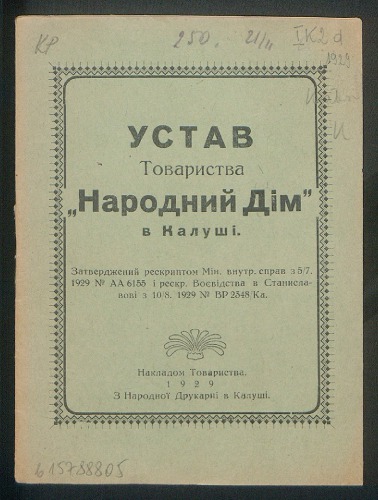 КР 250. 21/II I K2d
1929
УСТАВ
Товариства
„Народний Дім”
в Калуші.
Затверджений рескриптом Мін. внутр. справ з 5/7.
1929 № АА 6155 і рескр. Воєвідства в Станисла-
вові з 10/8. 1929 № ВР 2548 Ка.
Накладом Товариства.
1929
З Народної Друкарні в Калуші.
615788805